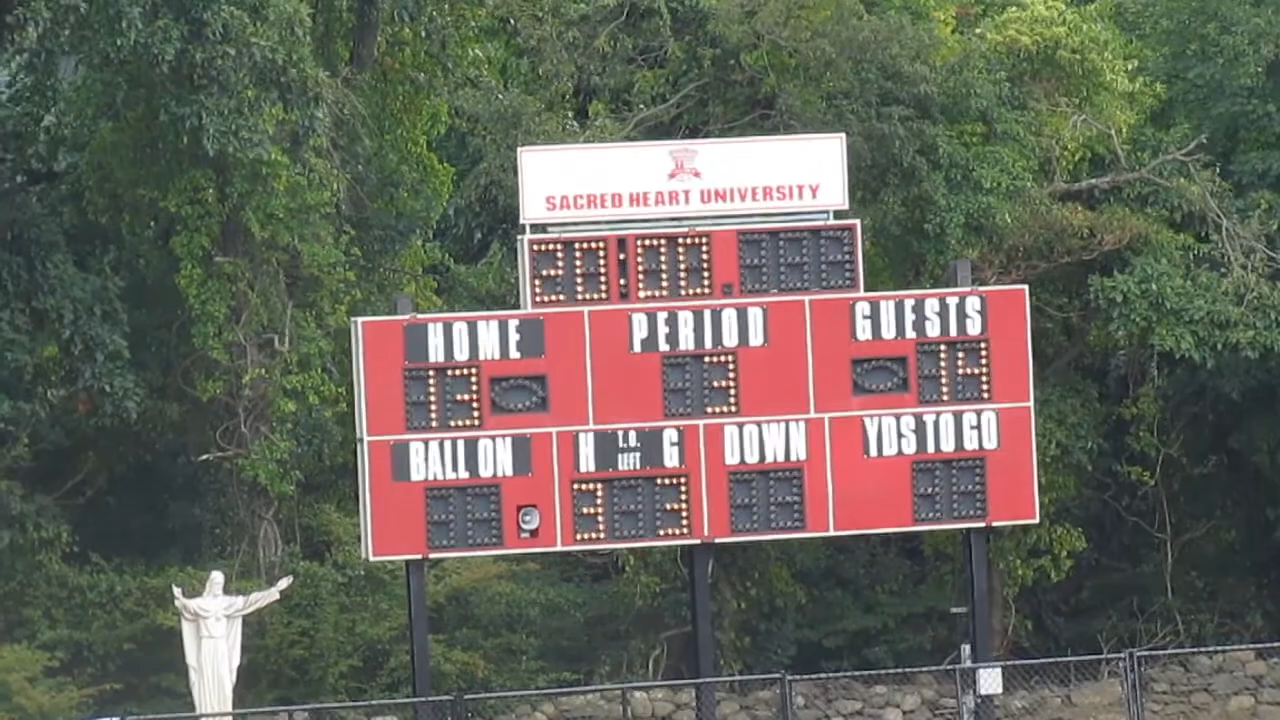 SACRED HEART UNIVERSITY
20:00
HOME PERIOD GUESTS
13 3 14
BALL ON H T.O. LEFT G DOWN YDS TO GO
3 3